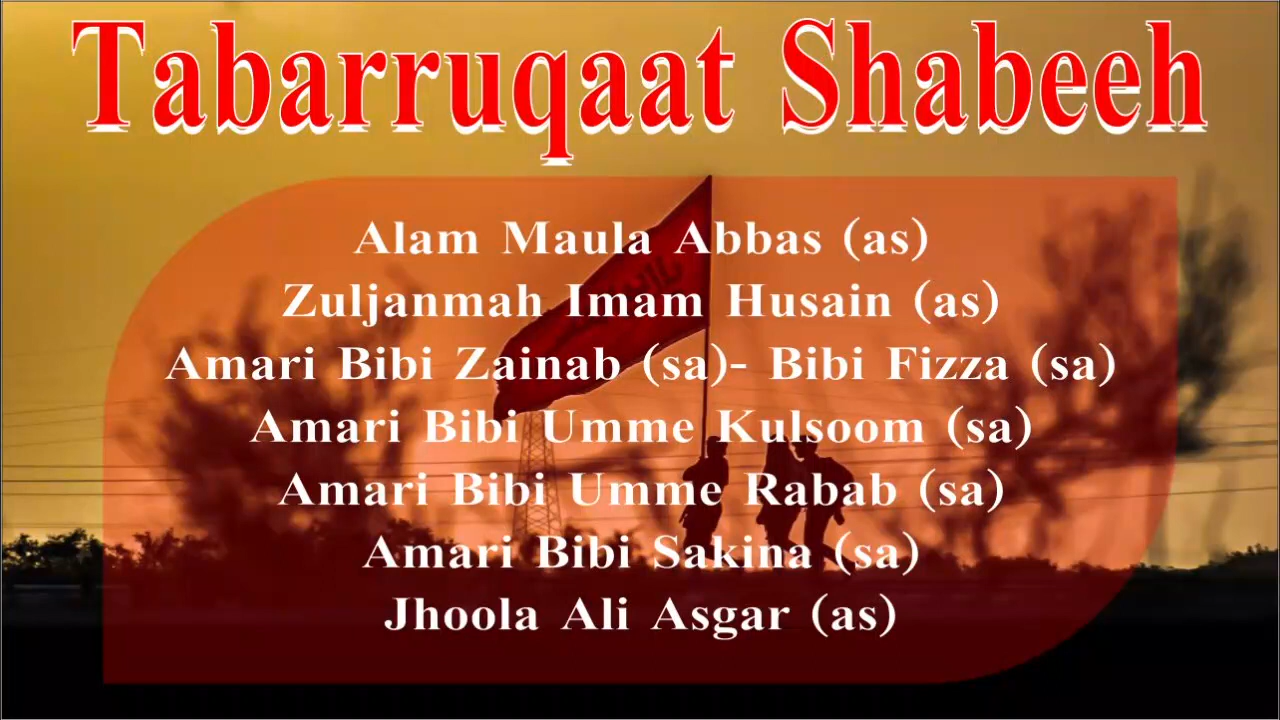 Tabarruqaat Shabeeh
Alam Maula Abbas (as)
Zuljanmah Imam Husain (as)
Amari Bibi Zainab (sa)- Bibi Fizza (sa)
Amari Bibi Umme Kulsoom (sa)
Amari Bibi Umme Rabab (sa)
Amari Bibi Sakina (sa)
Jhoola Ali Asgar (as)